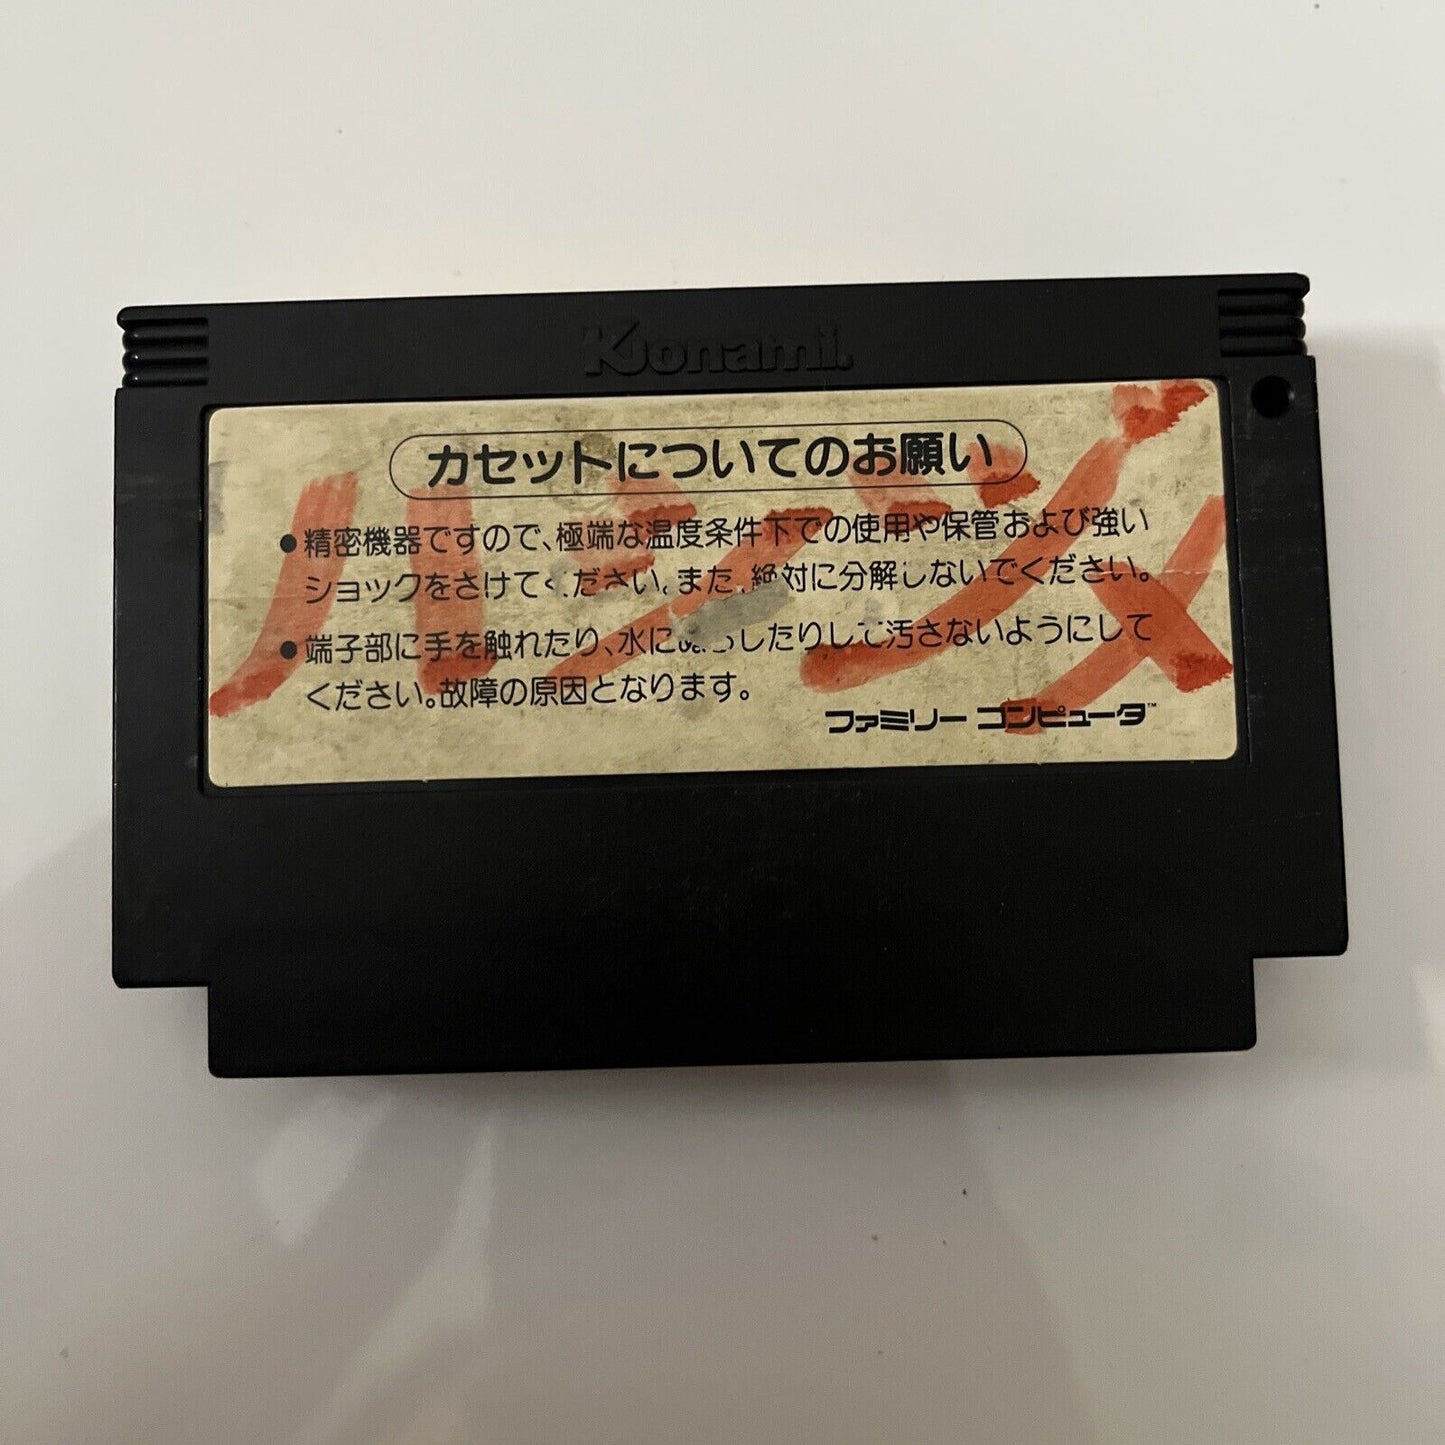 Konami
カセットについてのお願い
●精密機器ですので、極端な温度条件下での使用や保管および強い
ショックをさけてください。また、絶対に分解しないでください。
●端子部に手を触れたり、水に したりして汚さないようにして
ください。故障の原因となります。
ファミリー コンピュータ™